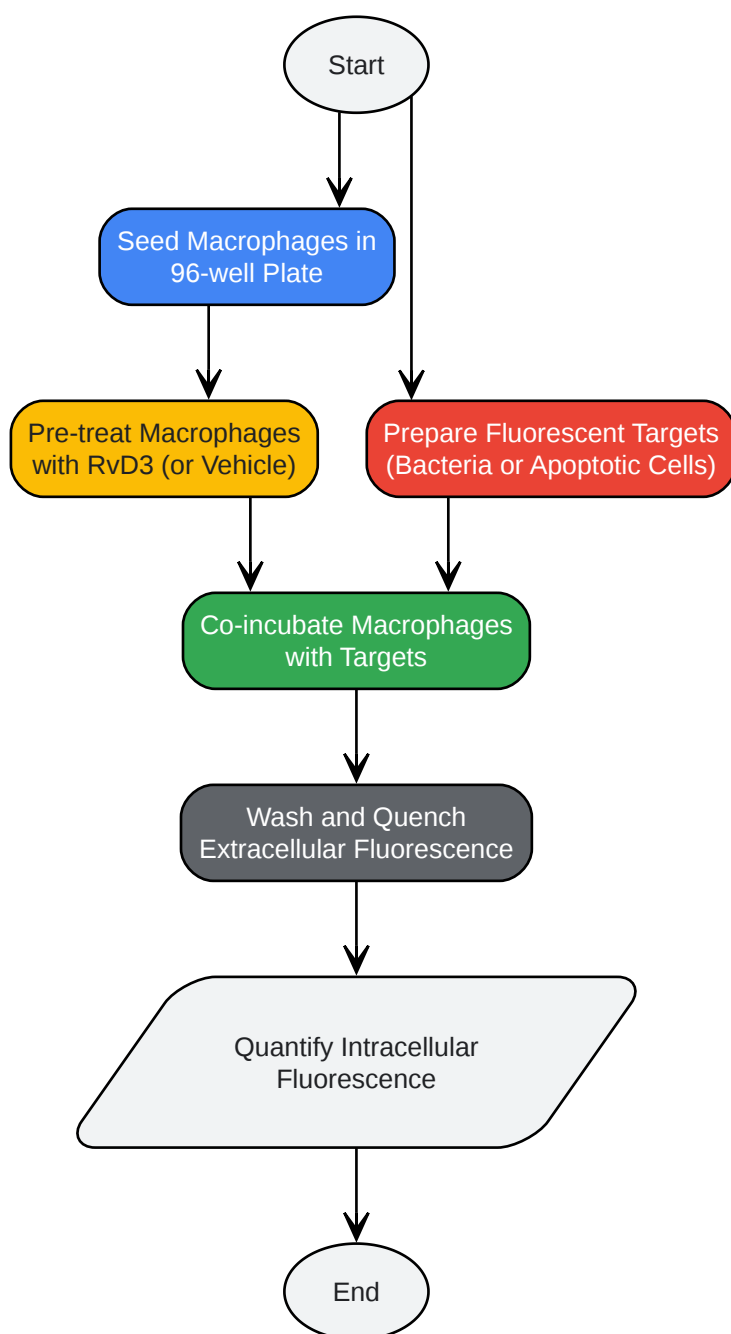 Start
Seed Macrophages in
96-well Plate
Pre-treat Macrophages
with RvD3 (or Vehicle)
Prepare Fluorescent Targets
(Bacteria or Apoptotic Cells)
Co-incubate Macrophages
with Targets
Wash and Quench
Extracellular Fluorescence
Quantify Intracellular
Fluorescence
End